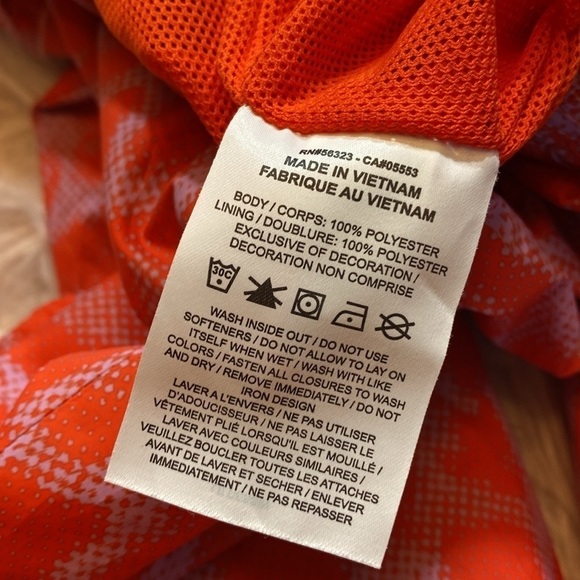 RN#56323 - CA#05553
MADE IN VIETNAM
FABRIQUE AU VIETNAM
BODY / CORPS: 100% POLYESTER
LINING / DOUBLURE: 100% POLYESTER
EXCLUSIVE OF DECORATION /
DECORATION NON COMPRISE
30C
WASH INSIDE OUT / DO NOT USE
SOFTENERS / DO NOT ALLOW TO LAY ON
ITSELF WHEN WET / WASH WITH LIKE
COLORS / FASTEN ALL CLOSURES TO WASH
AND DRY / REMOVE IMMEDIATELY / DO NOT
IRON DESIGN
LAVER A L'ENVERS / NE PAS UTILISER
D'ADOUCISSEUR / NE PAS LAISSER LE
VÊTEMENT PLIÉ LORSQU'IL EST MOUILLÉ /
LAVER AVEC COULEURS SIMILAIRES /
VEUILLEZ BOUCLER TOUTES LES ATTACHES
AVANT DE LAVER ET SECHER / ENLEVER
IMMEDIATEMENT / NE PAS REPASSER